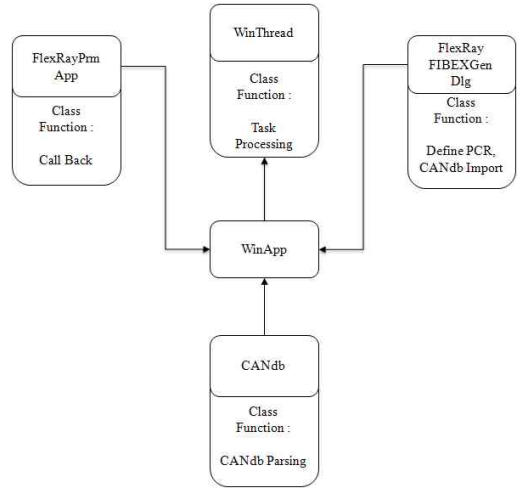 FlexRayPrm
App
Class
Function :
Call Back
WinThread
Class
Function :
Task
Processing
FlexRay
FIBEXGen
Dlg
Class
Function :
Define PCR,
CANdb Import
WinApp
CANdb
Class
Function :
CANdb Parsing